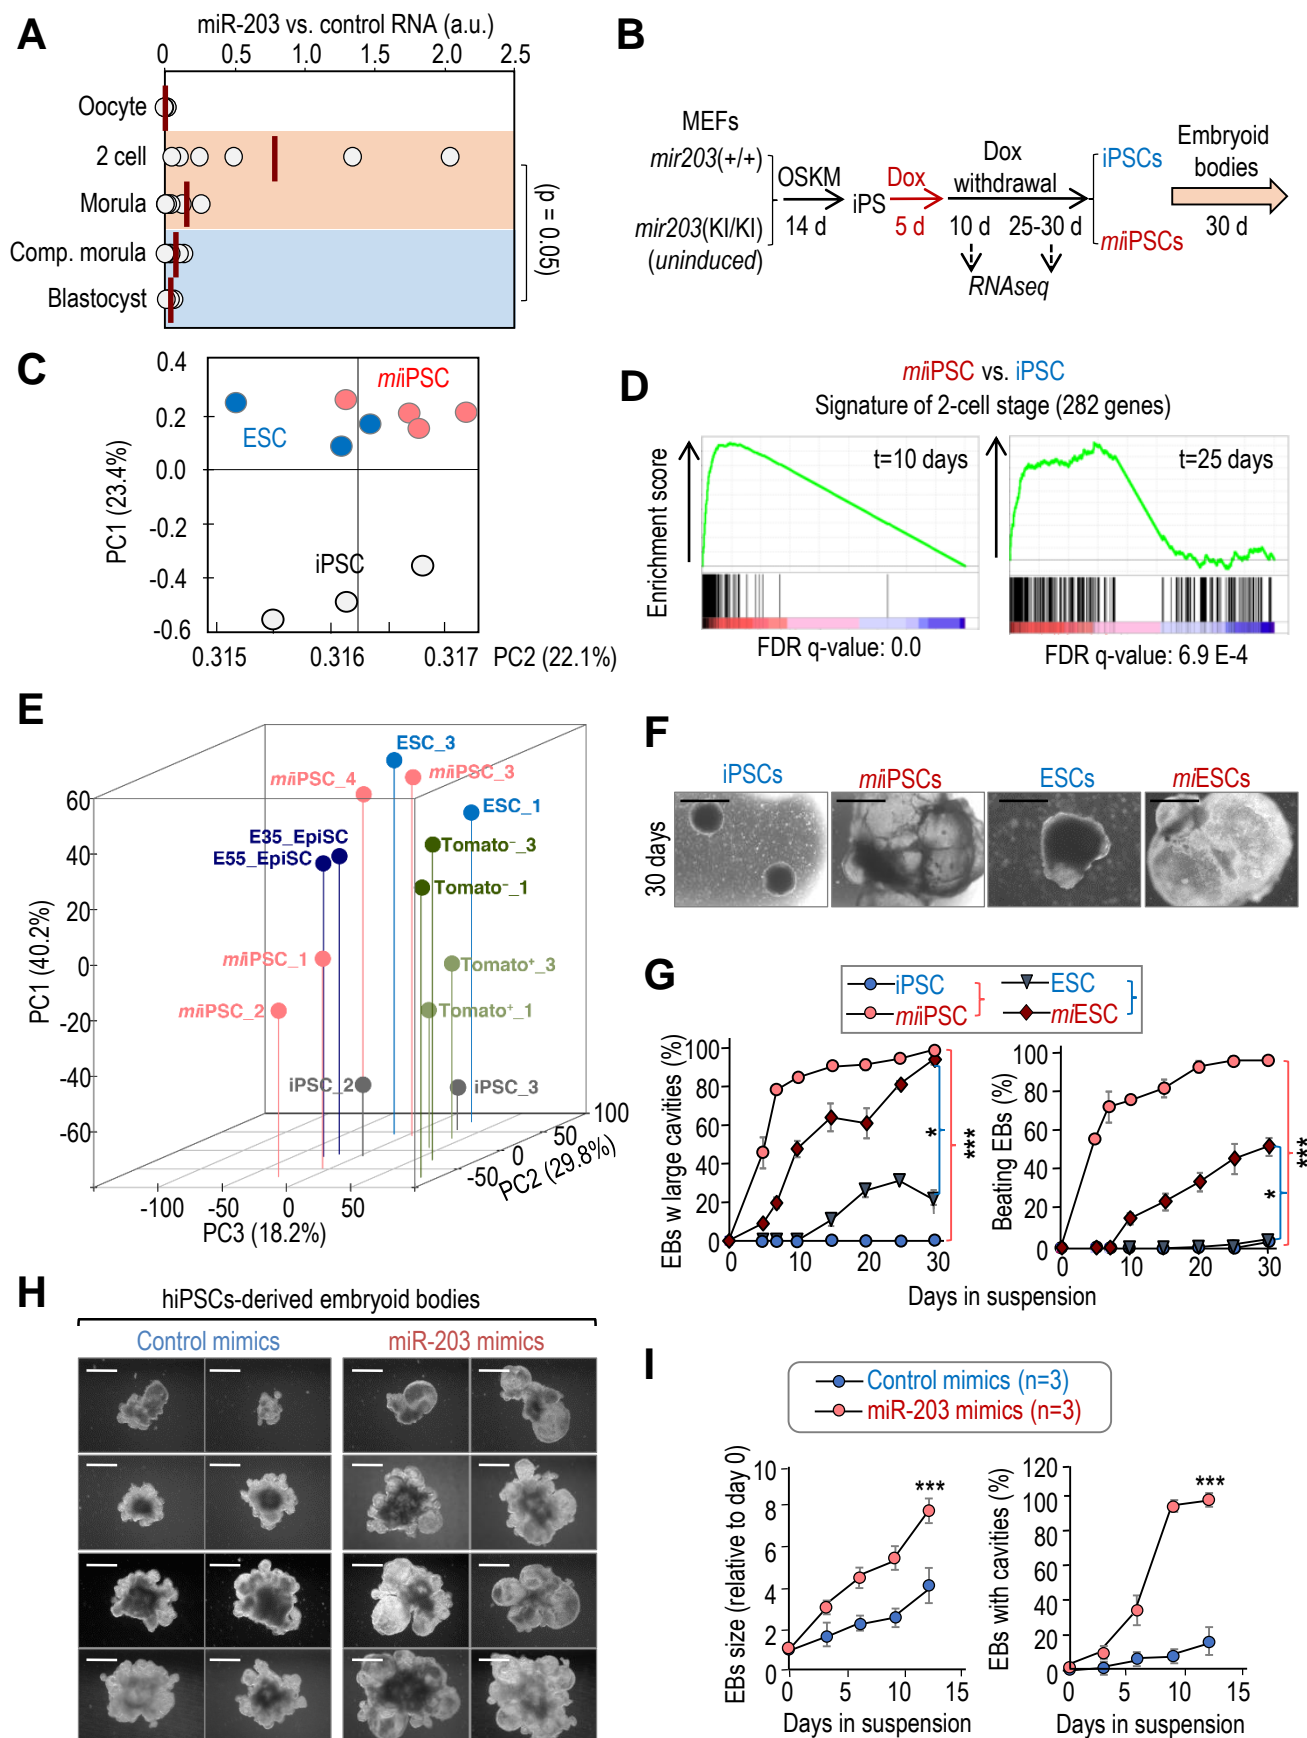 A
miR-203 vs. control RNA (a.u.)
0 0.5 1.0 1.5 2.0 2.5
Oocyte
2 cell
Morula
Comp. morula
Blastocyst
(p = 0.05)
B
MEFs
mir203(+/+)
mir203(KI/KI)
(uninduced)
OSKM
14 d
iPS
Dox
5 d
Dox
withdrawal
10 d 25-30 d
RNAseq
iPSCs
miiPSCs
Embryoid
bodies
30 d
C
PC1 (23.4%)
0.4
0.2
0.0
-0.2
-0.4
-0.6
miiPSC
ESC
iPSC
0.315 0.316 0.317 PC2 (22.1%)
D
miiPSC vs. iPSC
Signature of 2-cell stage (282 genes)
Enrichment score
t=10 days
t=25 days
FDR q-value: 0.0
FDR q-value: 6.9 E-4
E
PC1 (40.2%)
60
40
20
0
-20
-40
-60
ESC_3
miiPSC_4
miiPSC_3
ESC_1
E35_EpiSC
E55_EpiSC
Tomato⁻_3
Tomato⁻_1
miiPSC_1
Tomato⁺_3
miiPSC_2
Tomato⁺_1
iPSC_2
iPSC_3
-100 -50 0 50
PC3 (18.2%)
-50 0 50 100
PC2 (29.8%)
F
iPSCs
miiPSCs
ESCs
miESCs
30 days
G
iPSC
miiPSC
ESC
miESC
EBs w large cavities (%)
100
80
60
40
20
0
0 10 20 30
*
***
Beating EBs (%)
100
80
60
40
20
0
0 10 20 30
*
***
Days in suspension
H
hiPSCs-derived embryoid bodies
Control mimics
miR-203 mimics
I
Control mimics (n=3)
miR-203 mimics (n=3)
EBs size (relative to day 0)
10
8
6
4
2
0
0 5 10 15
***
Days in suspension
EBs with cavities (%)
120
100
80
60
40
20
0
0 5 10 15
***
Days in suspension